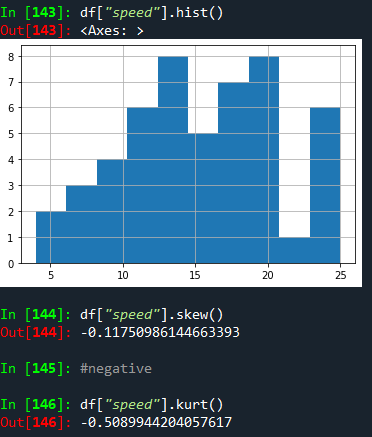 In [143]: df["speed"].hist()
Out[143]: <Axes: >
8
7
6
5
4
3
2
1
0
5 10 15 20 25
In [144]: df["speed"].skew()
Out[144]: -0.11750986144663393
In [145]: #negative
In [146]: df["speed"].kurt()
Out[146]: -0.5089944204057617